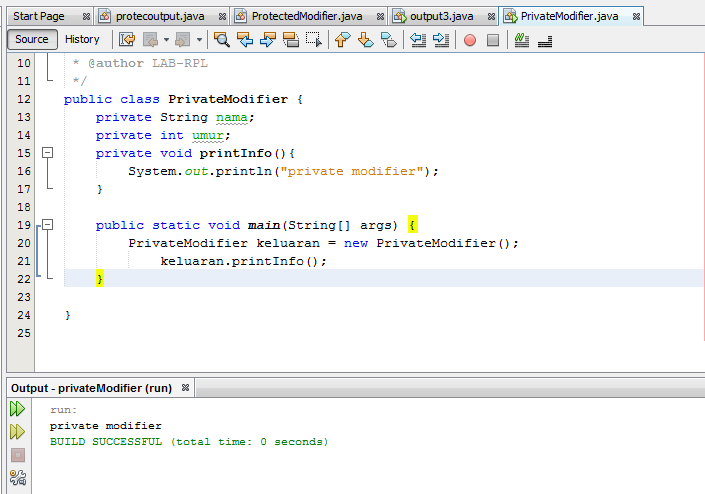 Start Page protecoutput.java ProtectedModifier.java output3.java PrivateModifier.java
Source History
10 * @author LAB-RPL
11 */
12 public class PrivateModifier {
13 private String nama;
14 private int umur;
15 private void printInfo(){
16 System.out.println("private modifier");
17 }
18
19 public static void main(String[] args) {
20 PrivateModifier keluaran = new PrivateModifier();
21 keluaran.printInfo();
22 }
23
24 }
25
Output - privateModifier (run)
run:
private modifier
BUILD SUCCESSFUL (total time: 0 seconds)